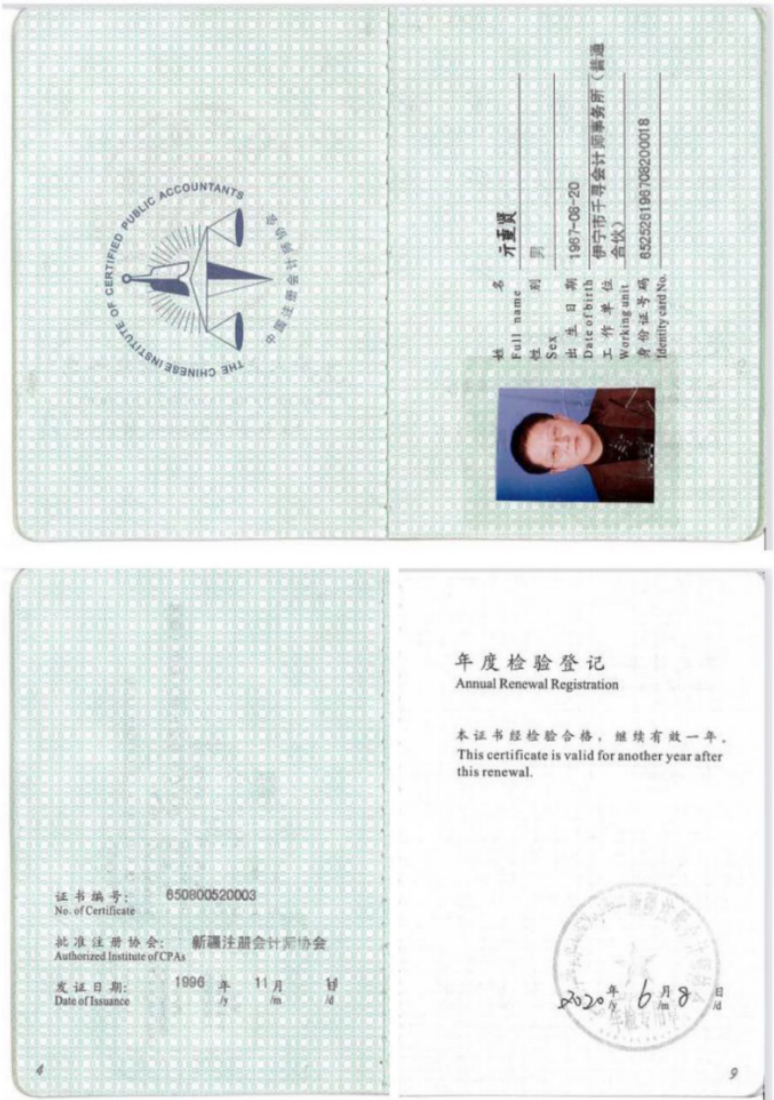 THE CHINESE INSTITUTE OF CERTIFIED PUBLIC ACCOUNTANTS
中国注册会计师协会
姓 名 亓重贤
Full name
性 别 男
Sex
出 生 日 期 1967-08-20
Date of birth
工 作 单 位 伊宁市千寻会计师事务所（普通
Working unit 合伙）
身份证号码 652526196708200018
Identity card No.
证书编号: 650800520003
No. of Certificate
批准注册协会: 新疆注册会计师协会
Authorized Institute of CPAs
发证日期: 1996 年 11 月 日
Date of Issuance /y /m /d
4
年度检验登记
Annual Renewal Registration
本证书经检验合格，继续有效一年。
This certificate is valid for another year after
this renewal.
2020 年 6 月 8 日
/y /m /d
9